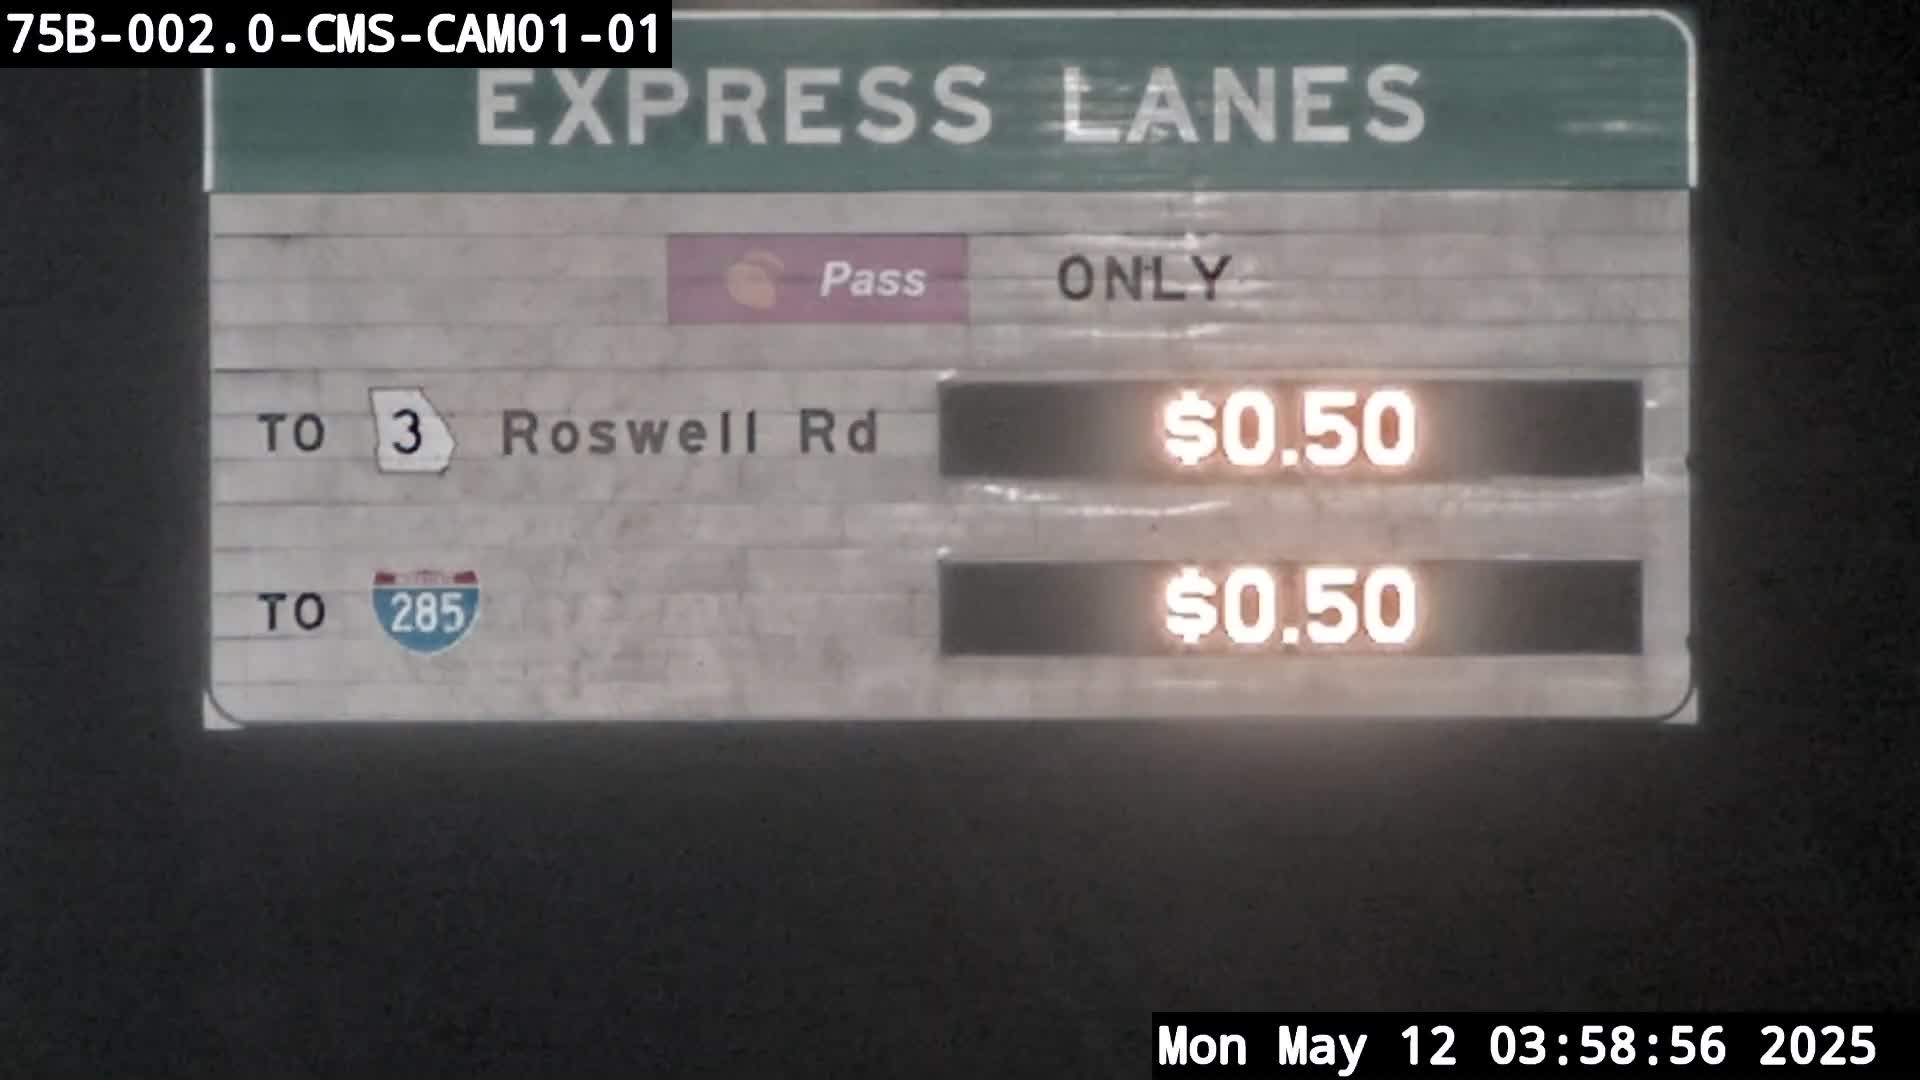 75B-002.0-CMS-CAM01-01
EXPRESS LANES
Pass ONLY
TO 3 Roswell Rd $0.50
TO 285 $0.50
Mon May 12 03:58:56 2025